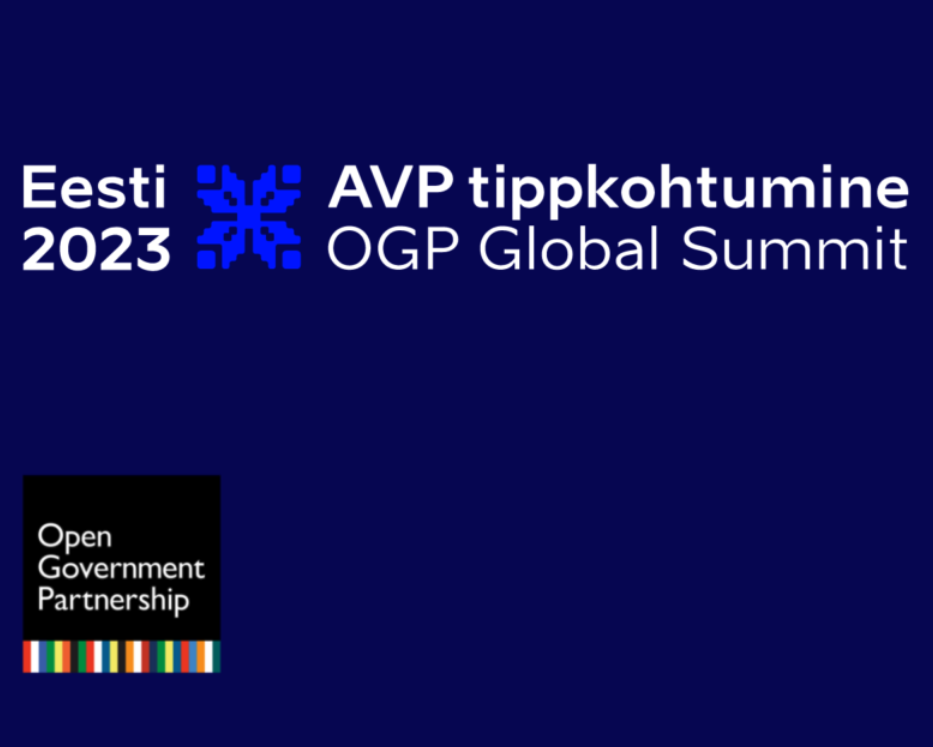 Eesti
2023
AVP tippkohtumine
OGP Global Summit
Open
Government
Partnership